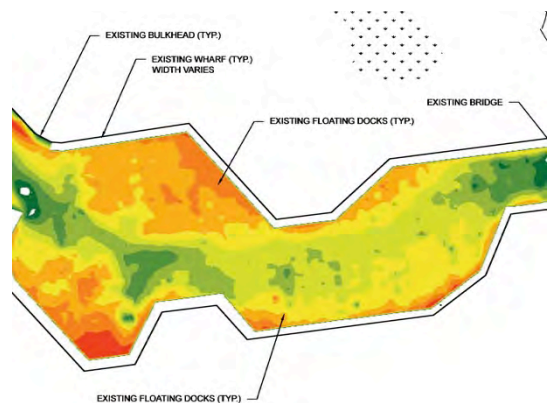 EXISTING BULKHEAD (TYP.)
EXISTING WHARF (TYP.)
WIDTH VARIES
EXISTING BRIDGE
EXISTING FLOATING DOCKS (TYP.)
EXISTING FLOATING DOCKS (TYP.)